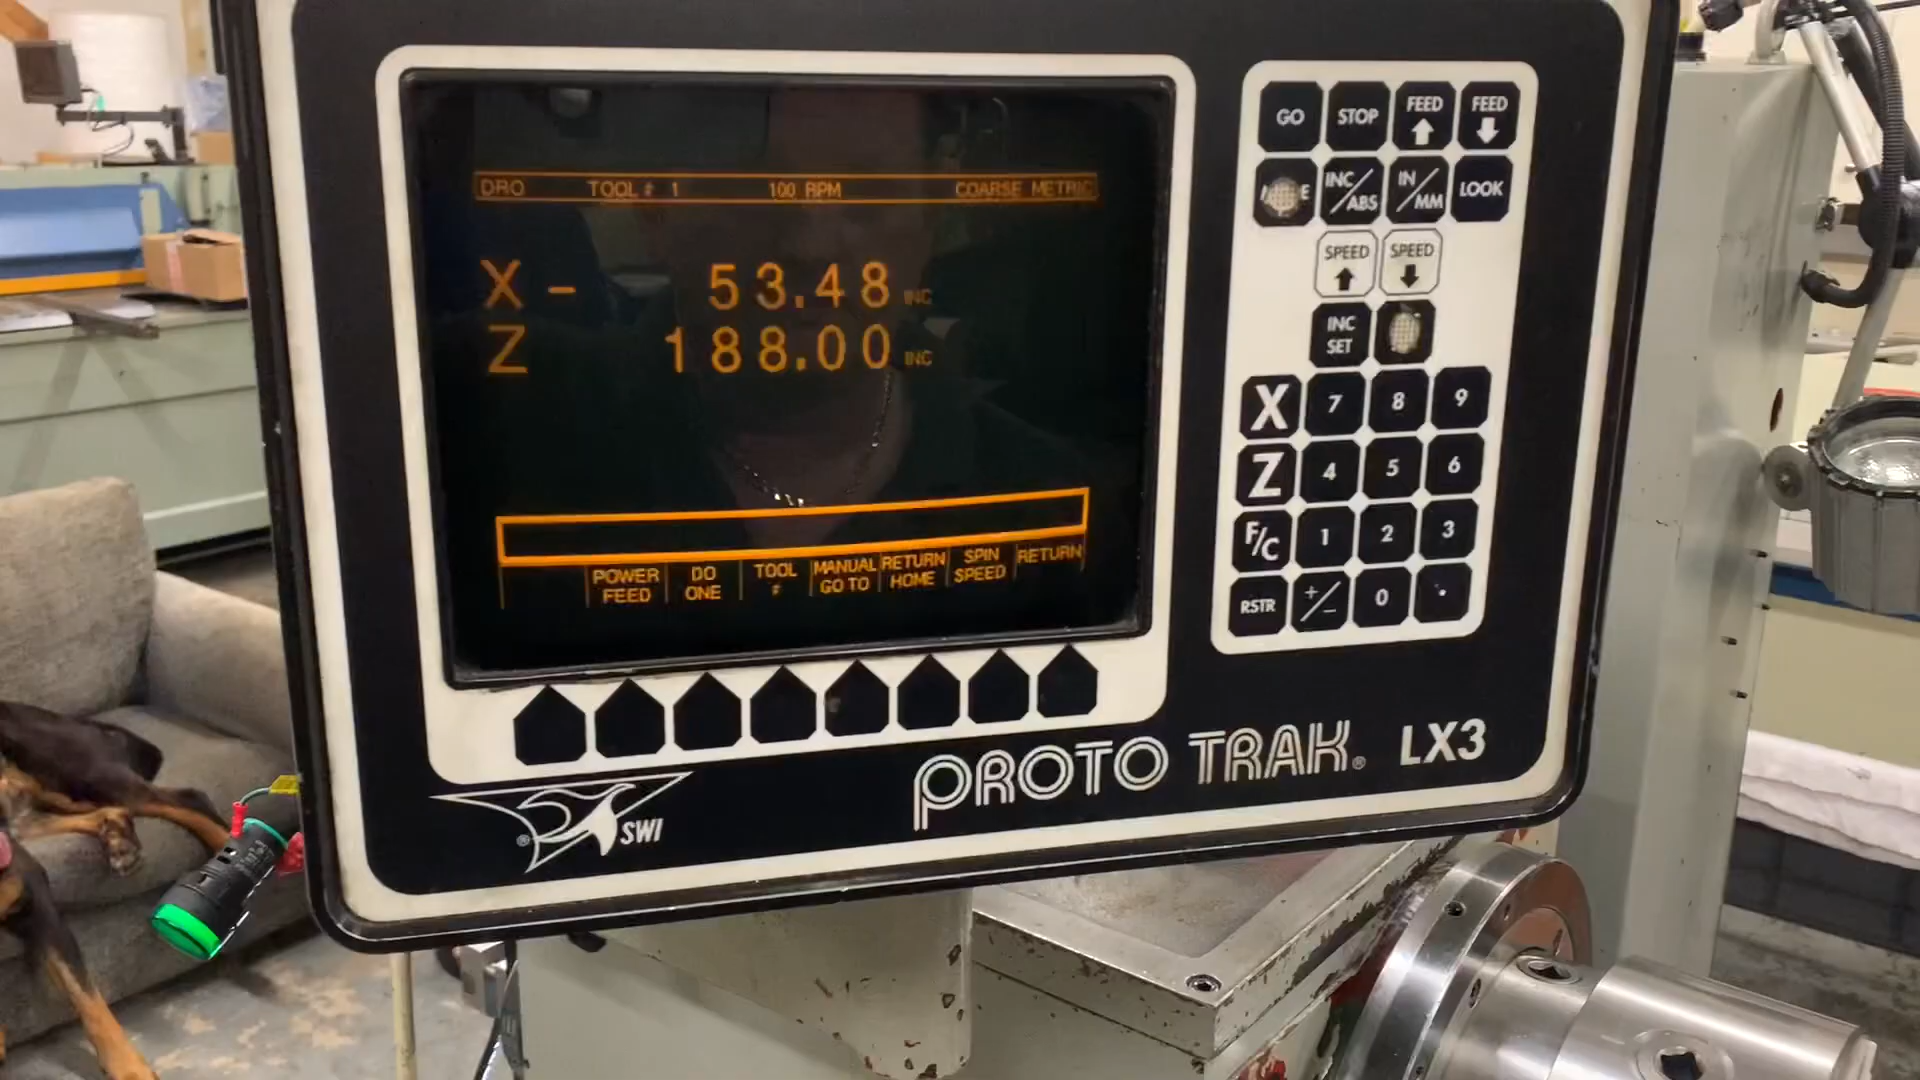 DRO TOOL # 1 100 RPM COARSE METRIC
X - 53.48 INC
Z 188.00 INC
POWER FEED
DO ONE
TOOL #
MANUAL GO TO
RETURN HOME
SPIN SPEED
RETURN
GO STOP FEED FEED
INC/ABS IN/MM LOOK
SPEED SPEED
INC SET
X 7 8 9
Z 4 5 6
F/C 1 2 3
RSTR +/− 0 .
PROTO TRAK® LX3
® SWI